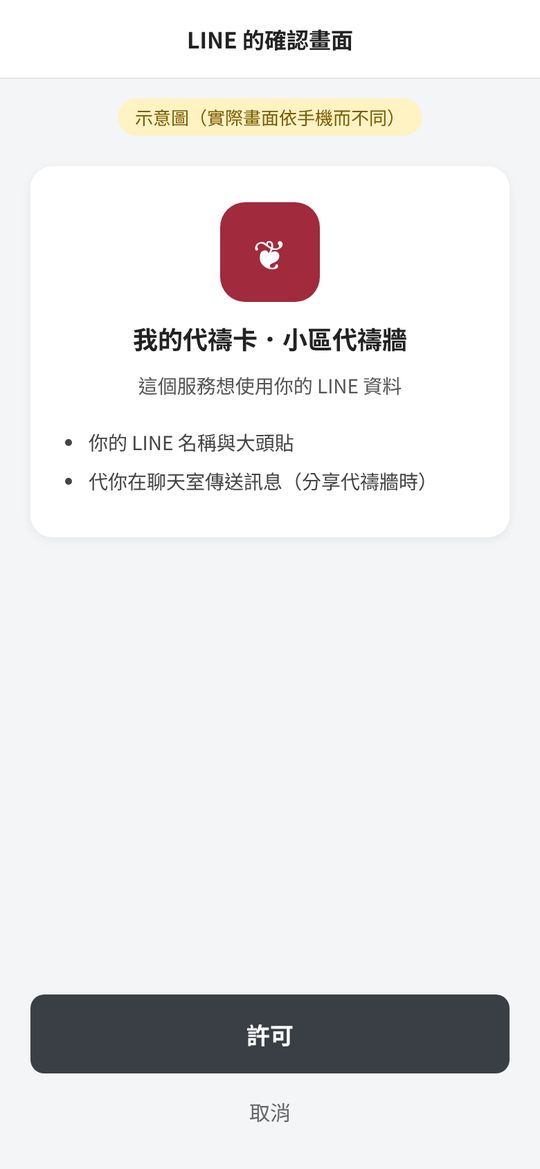 LINE 的確認畫面
示意圖（實際畫面依手機而不同）
❦
我的代禱卡・小區代禱牆
這個服務想使用你的 LINE 資料
• 你的 LINE 名稱與大頭貼
• 代你在聊天室傳送訊息（分享代禱牆時）
許可
取消